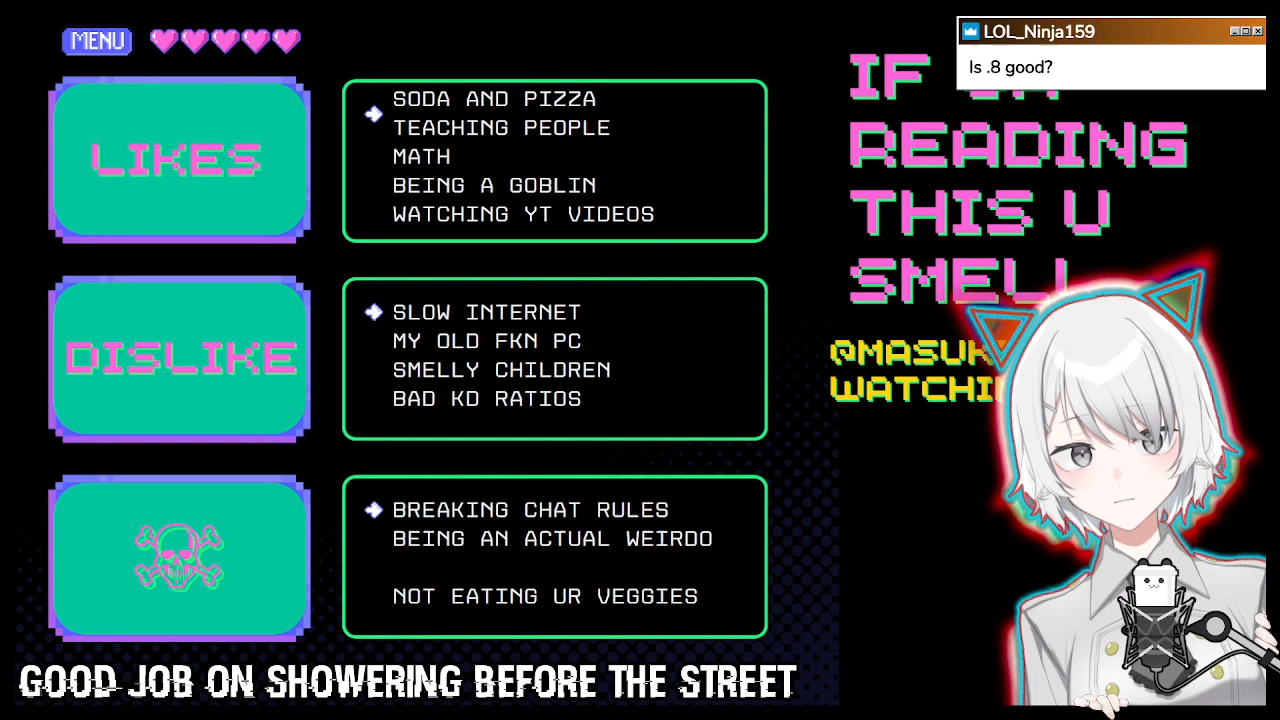 MENU
LIKES
SODA AND PIZZA
TEACHING PEOPLE
MATH
BEING A GOBLIN
WATCHING YT VIDEOS
DISLIKE
SLOW INTERNET
MY OLD FKN PC
SMELLY CHILDREN
BAD KD RATIOS
BREAKING CHAT RULES
BEING AN ACTUAL WEIRDO
NOT EATING UR VEGGIES
GOOD JOB ON SHOWERING BEFORE THE STREET
LOL_Ninja159
Is .8 good?
IF
READING
THIS U
SMELL